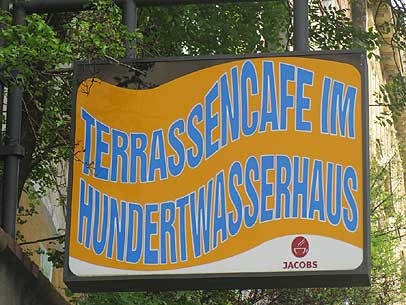 TERRASSENCAFE IM
HUNDERTWASSERHAUS
JACOBS